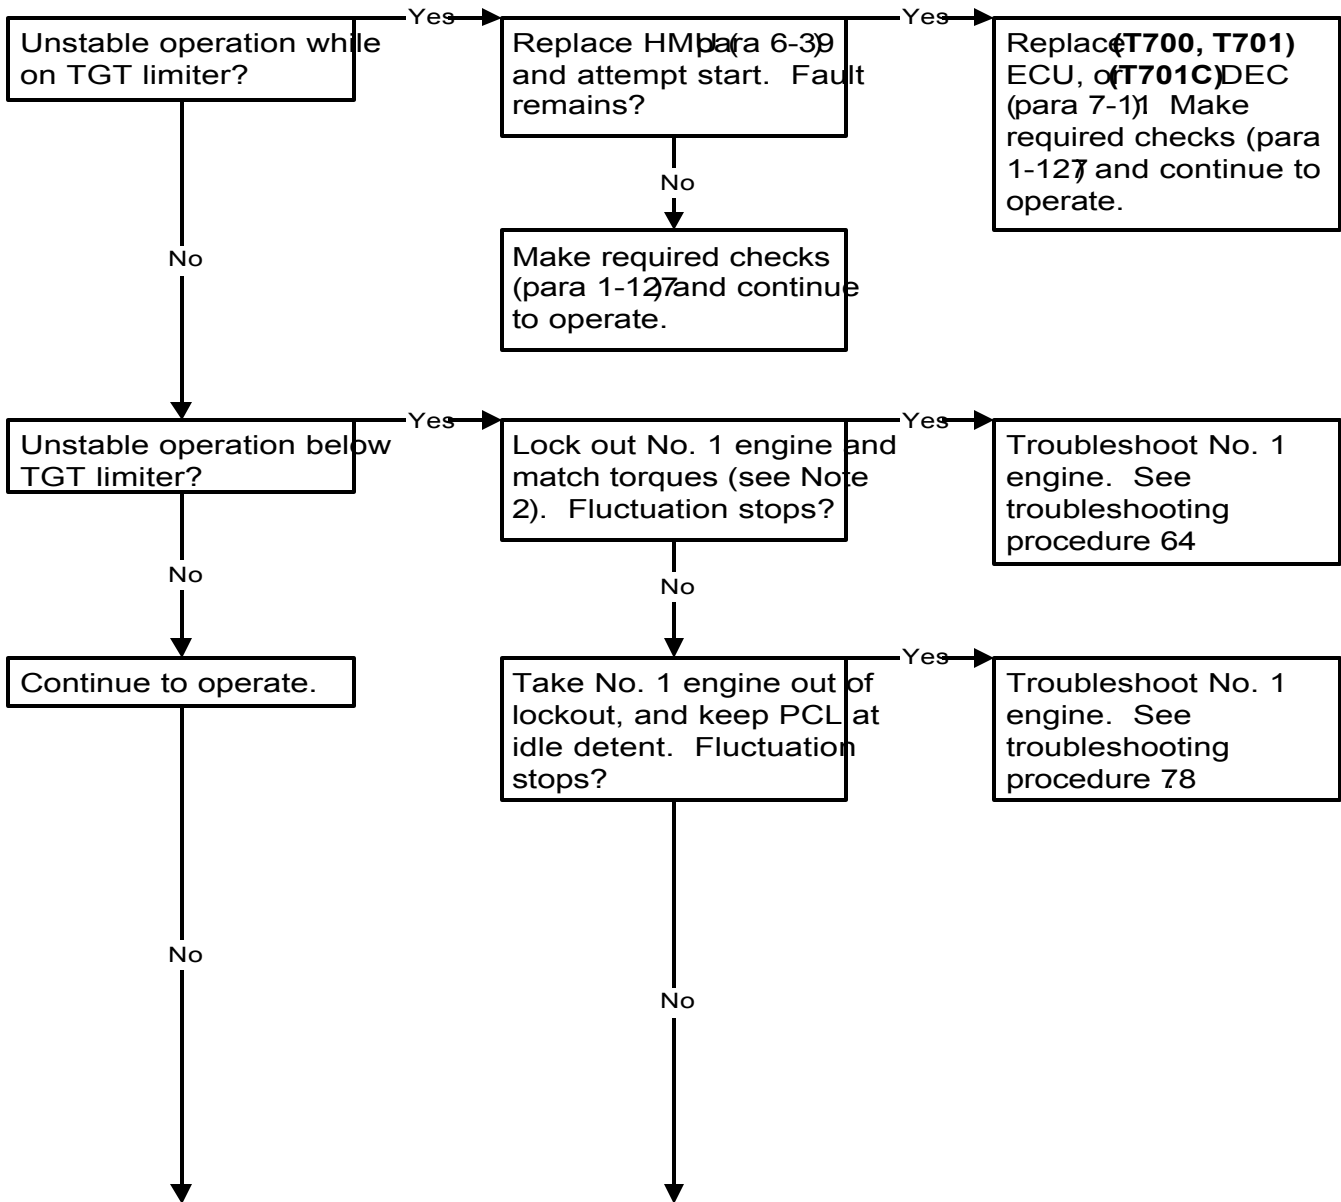 Unstable operation while
on TGT limiter?
Yes
Replace HMU (para 6-39)
and attempt start. Fault
remains?
Yes
Replace (T700, T701)
ECU, or (T701C) DEC
(para 7-11). Make
required checks (para
1-127) and continue to
operate.
No
Make required checks
(para 1-127) and continue
to operate.
No
Unstable operation below
TGT limiter?
Yes
Lock out No. 1 engine and
match torques (see Note
2). Fluctuation stops?
Yes
Troubleshoot No. 1
engine. See
troubleshooting
procedure 64
No
Continue to operate.
No
Take No. 1 engine out of
lockout, and keep PCL at
idle detent. Fluctuation
stops?
Yes
Troubleshoot No. 1
engine. See
troubleshooting
procedure 78
No
No